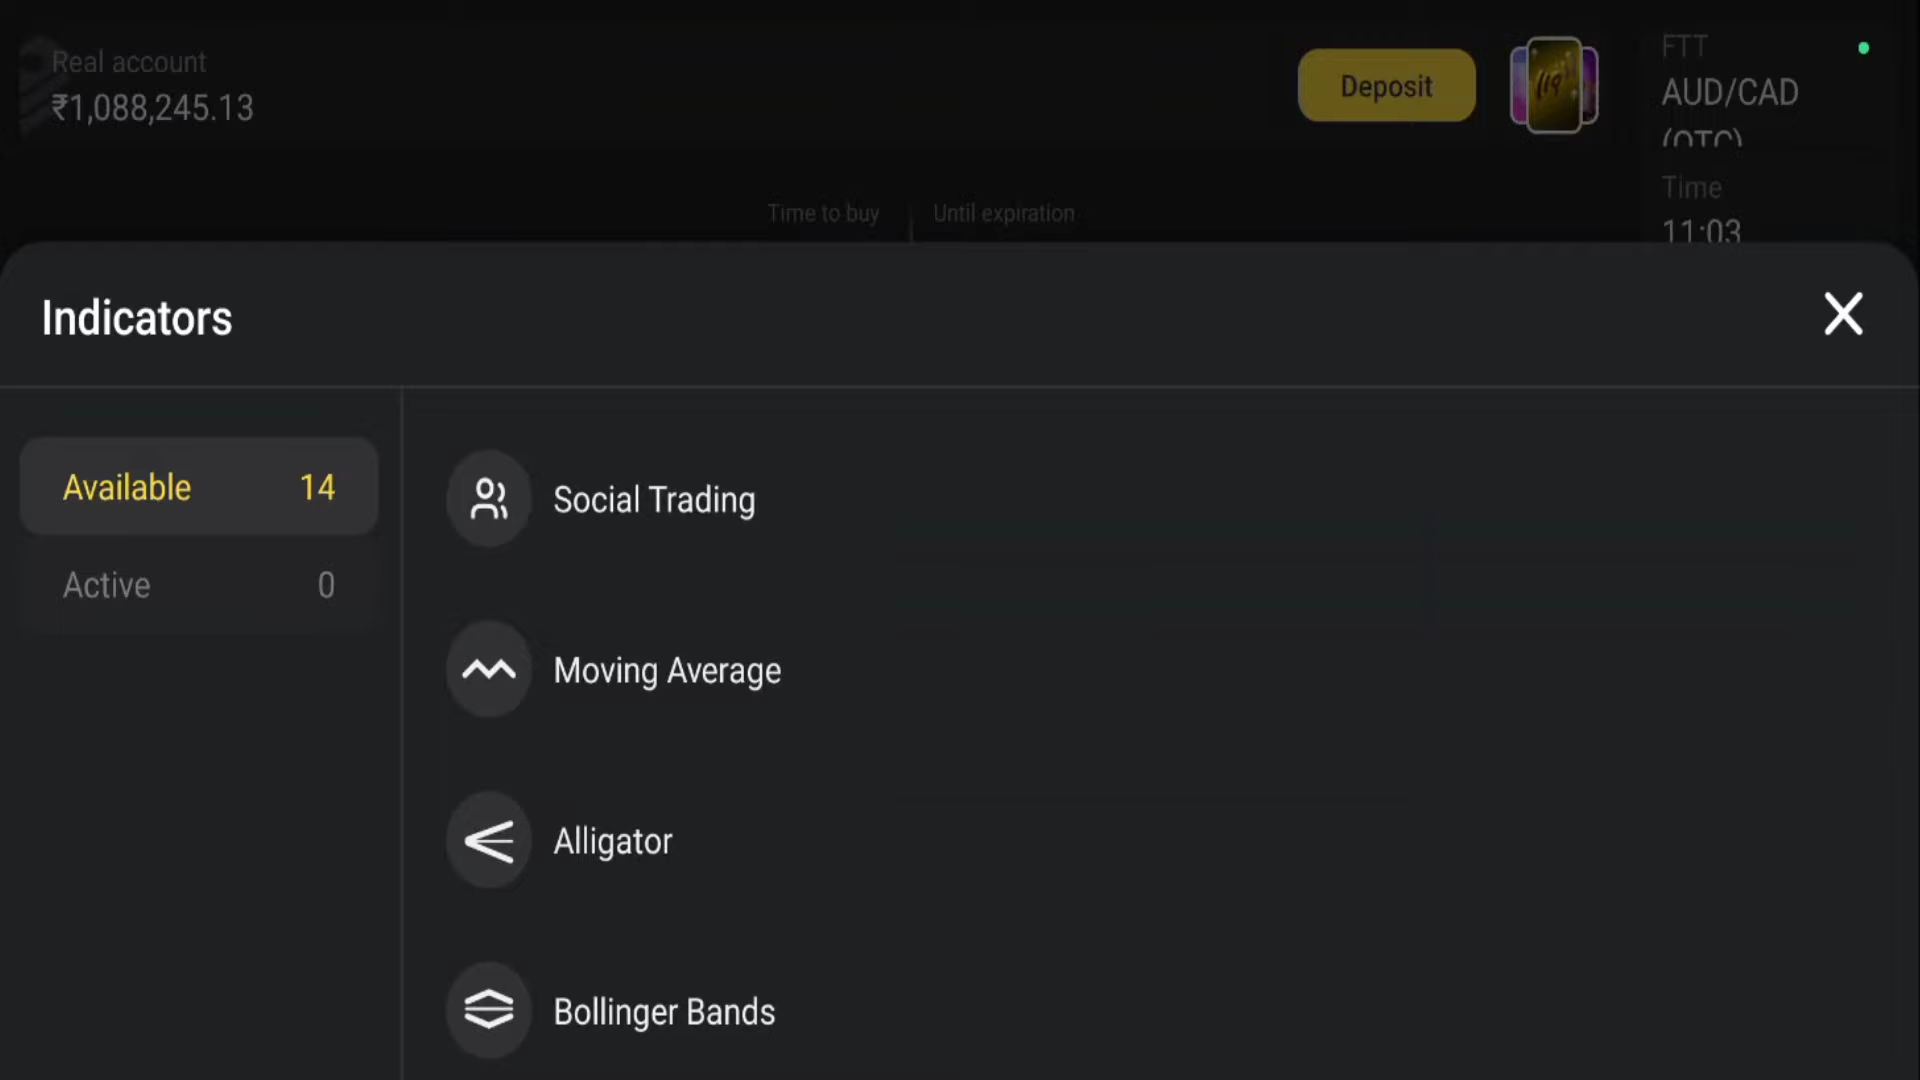 Real account
₹1,088,245.13
Deposit
FTT
AUD/CAD
(OTC)
Time
11:03
Time to buy
Until expiration
Indicators
Available 14
Active 0
Social Trading
Moving Average
Alligator
Bollinger Bands